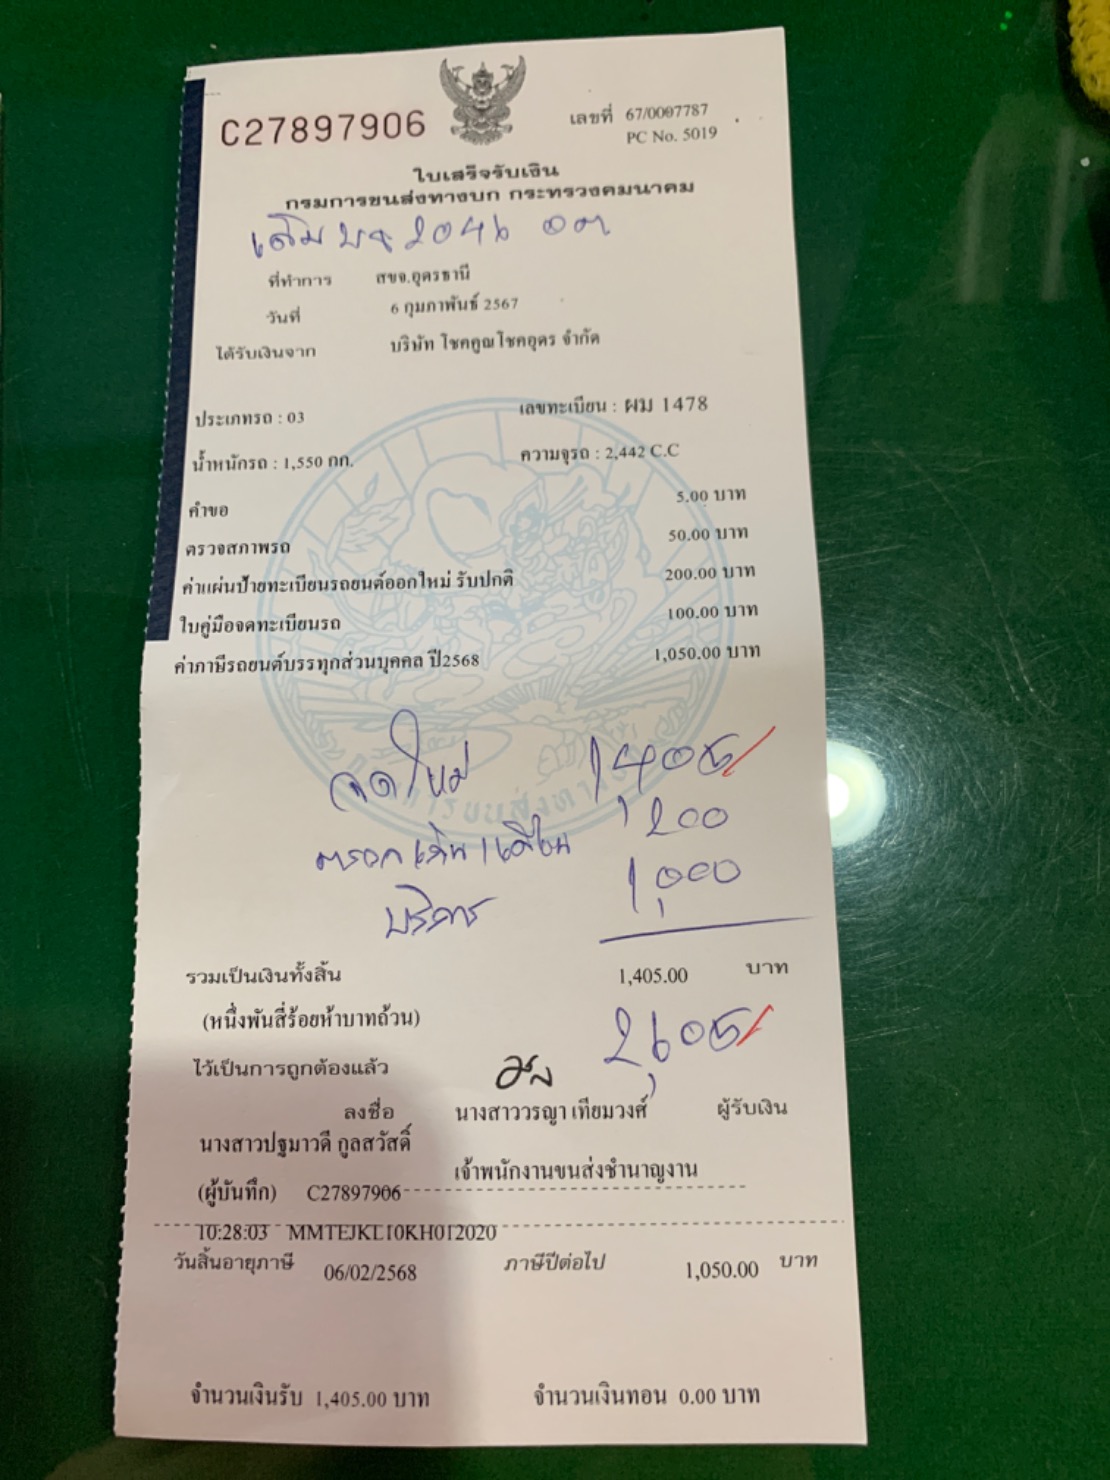 C27897906
เลขที่ 67/0007787
PC No. 5019
ใบเสร็จรับเงิน
กรมการขนส่งทางบก กระทรวงคมนาคม
เดิม บฉ 2046 อด
ที่ทำการ สขจ.อุดรธานี
วันที่ 6 กุมภาพันธ์ 2567
ได้รับเงินจาก บริษัท โชคคูณโชคอุดร จำกัด
ประเภทรถ : 03 เลขทะเบียน : ผม 1478
น้ำหนักรถ : 1,550 กก. ความจุรถ : 2,442 C.C
คำขอ 5.00 บาท
ตรวจสภาพรถ 50.00 บาท
ค่าแผ่นป้ายทะเบียนรถยนต์ออกใหม่ รับปกติ 200.00 บาท
ใบคู่มือจดทะเบียนรถ 100.00 บาท
ค่าภาษีรถยนต์บรรทุกส่วนบุคคล ปี2568 1,050.00 บาท
จดใหม่ 1,405
200
บริการ 1,000
รวมเป็นเงินทั้งสิ้น 1,405.00 บาท
(หนึ่งพันสี่ร้อยห้าบาทถ้วน)
2,605
ไว้เป็นการถูกต้องแล้ว
ลงชื่อ นางสาววรญา เทียมวงศ์ ผู้รับเงิน
นางสาวปฐมาวดี กูลสวัสดิ์
เจ้าพนักงานขนส่งชำนาญงาน
(ผู้บันทึก) C27897906
10:28:03 MMTEJKL10KH012020
วันสิ้นอายุภาษี 06/02/2568 ภาษีปีต่อไป 1,050.00 บาท
จำนวนเงินรับ 1,405.00 บาท จำนวนเงินทอน 0.00 บาท